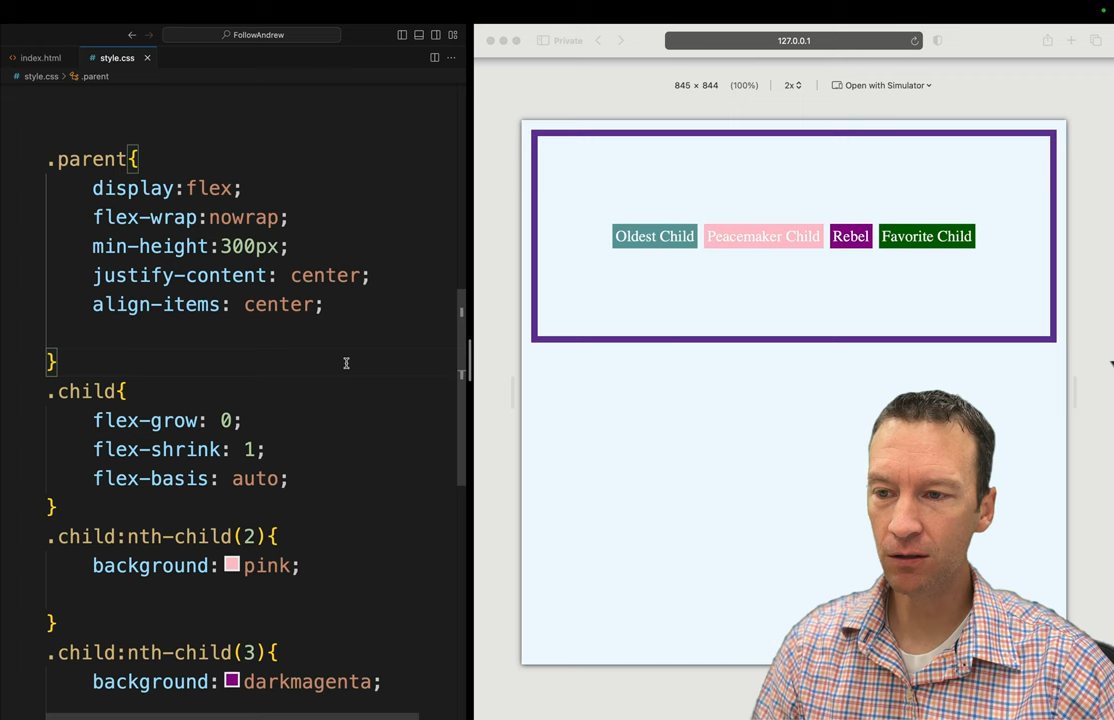 FollowAndrew
index.html
style.css
style.css > .parent
.parent{
display:flex;
flex-wrap:nowrap;
min-height:300px;
justify-content: center;
align-items: center;
}
.child{
flex-grow: 0;
flex-shrink: 1;
flex-basis: auto;
}
.child:nth-child(2){
background:pink;
}
.child:nth-child(3){
background:darkmagenta;
Private
127.0.0.1
845 × 844 (100%) 2x Open with Simulator
Oldest Child Peacemaker Child Rebel Favorite Child